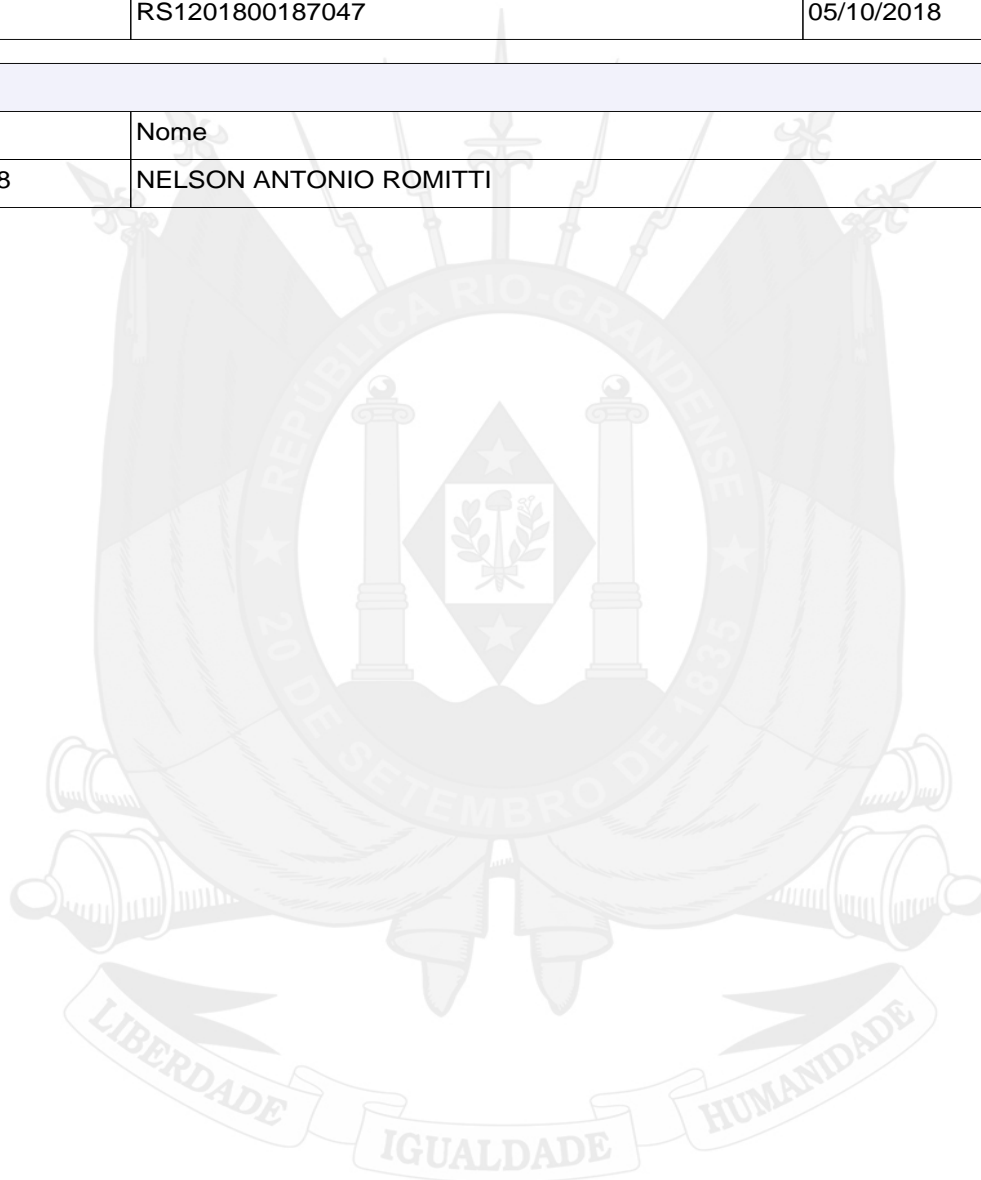 RS1201800187047 05/10/2018
Nome
8 NELSON ANTONIO ROMITTI
REPÚBLICA RIO-GRANDENSE
★ 20 DE SETEMBRO DE 1835 ★
LIBERDADE IGUALDADE HUMANIDADE